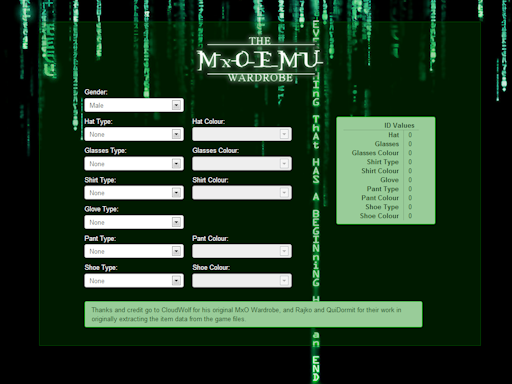 THE
MxO-EMU
WARDROBE
Gender:
Male
Hat Type:
Hat Colour:
None
Glasses Type:
Glasses Colour:
None
Shirt Type:
Shirt Colour:
None
Glove Type:
None
Pant Type:
Pant Colour:
None
Shoe Type:
Shoe Colour:
None
ID Values
Hat 0
Glasses 0
Glasses Colour 0
Shirt Type 0
Shirt Colour 0
Glove 0
Pant Type 0
Pant Colour 0
Shoe Type 0
Shoe Colour 0
THAT HAS A BEGINNING
END
Thanks and credit go to CloudWolf for his original MxO Wardrobe, and Rajko and QuiDormit for their work in
originally extracting the item data from the game files.